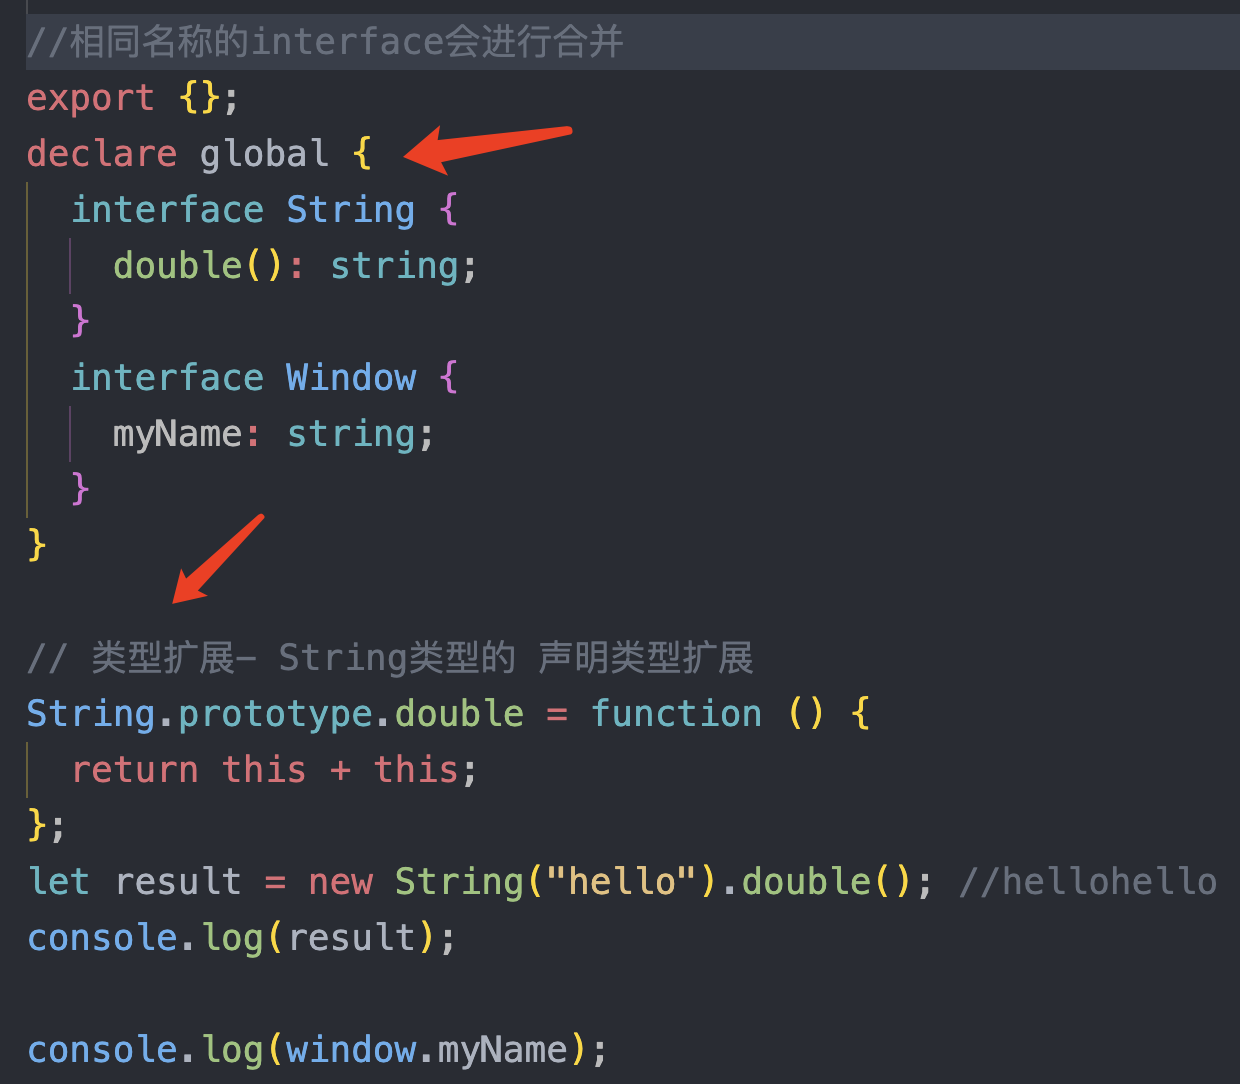 //相同名称的interface会进行合并
export {};
declare global {
  interface String {
    double(): string;
  }
  interface Window {
    myName: string;
  }
}
// 类型扩展- String类型的 声明类型扩展
String.prototype.double = function () {
  return this + this;
};
let result = new String("hello").double(); //hellohello
console.log(result);
console.log(window.myName);